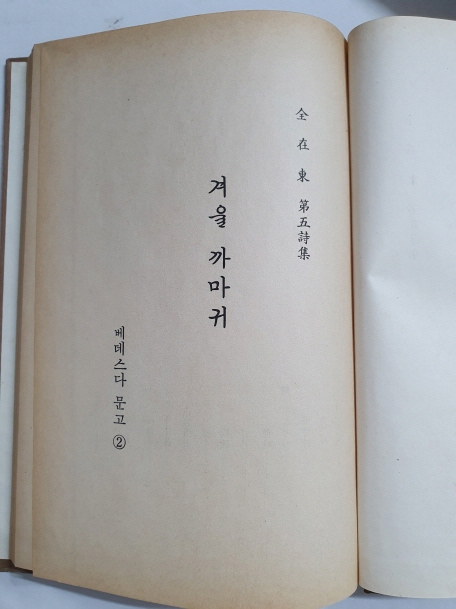 全在東 第五詩集
겨울 까마귀
베데스다 문고 ②